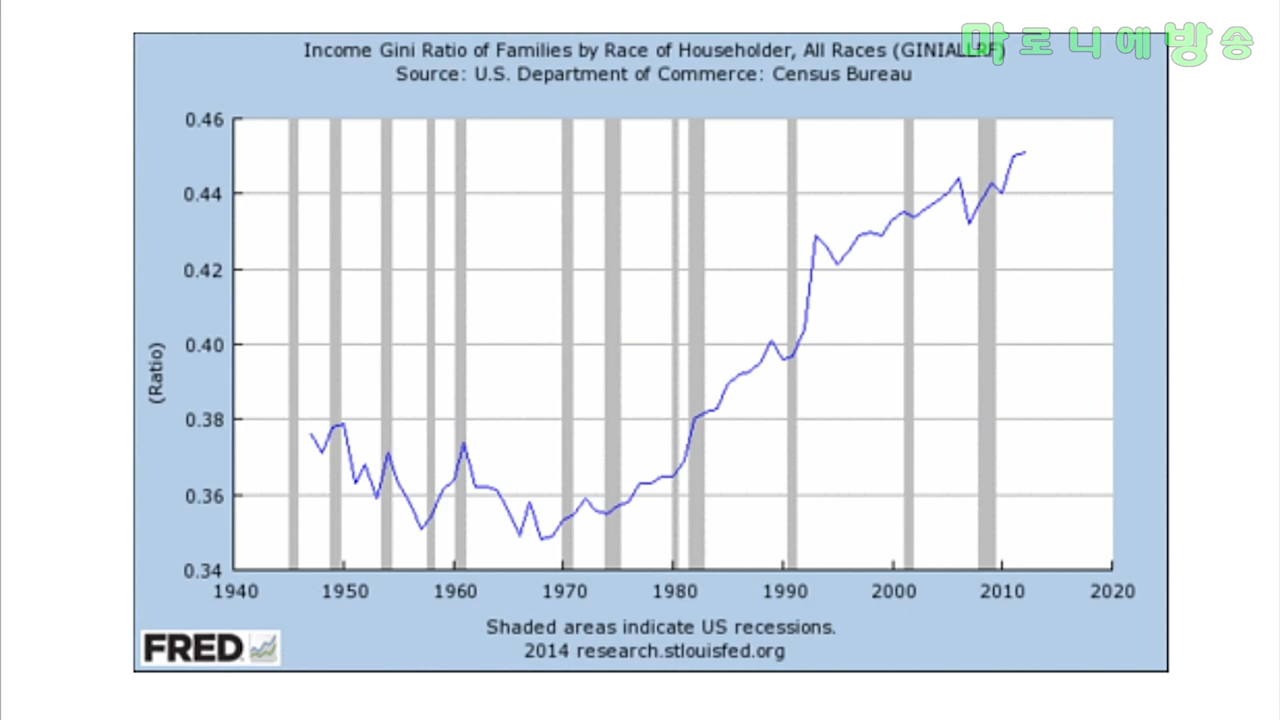 마로니에방송
Income Gini Ratio of Families by Race of Householder, All Races (GINIALLRF)
Source: U.S. Department of Commerce: Census Bureau
0.46
0.44
0.42
0.40
0.38
0.36
0.34
(Ratio)
1940 1950 1960 1970 1980 1990 2000 2010 2020
Shaded areas indicate US recessions.
2014 research.stlouisfed.org
FRED